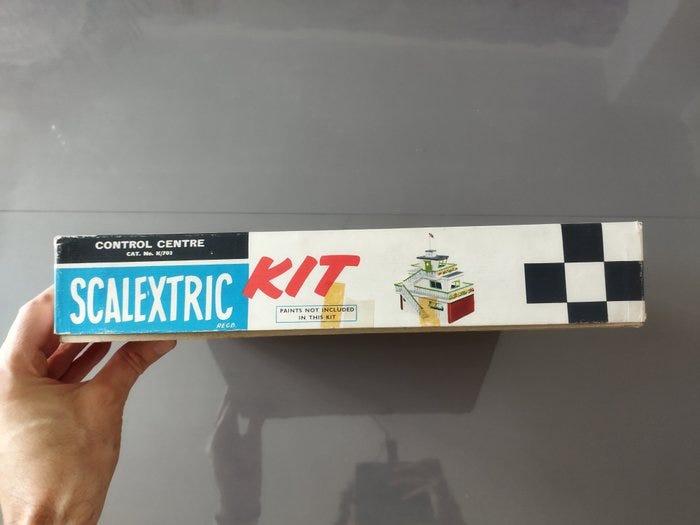 CONTROL CENTRE
CAT. No. K/703
SCALEXTRIC
REGD.
KIT
PAINTS NOT INCLUDED
IN THIS KIT